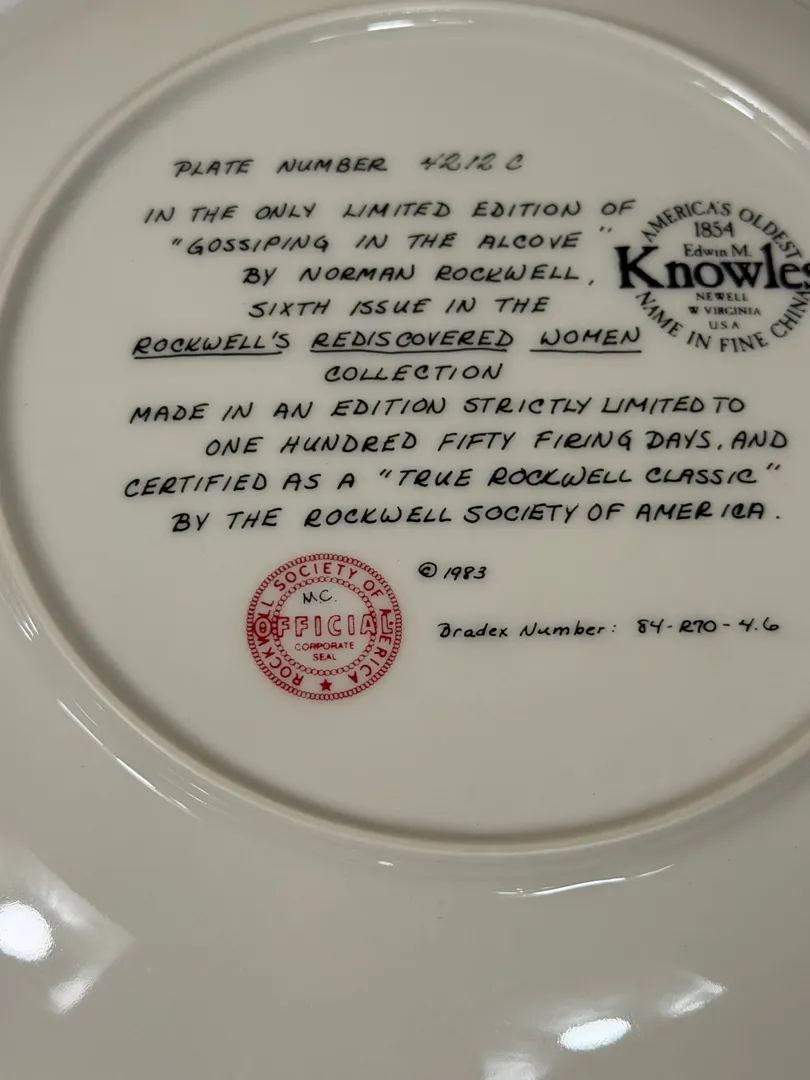 PLATE NUMBER 4212 C
IN THE ONLY LIMITED EDITION OF
"GOSSIPING IN THE ALCOVE"
BY NORMAN ROCKWELL,
SIXTH ISSUE IN THE
ROCKWELL'S REDISCOVERED WOMEN
COLLECTION
MADE IN AN EDITION STRICTLY LIMITED TO
ONE HUNDRED FIFTY FIRING DAYS, AND
CERTIFIED AS A "TRUE ROCKWELL CLASSIC"
BY THE ROCKWELL SOCIETY OF AMERICA.
AMERICA'S OLDEST
1854
Edwin M.
Knowles
NEWELL
W VIRGINIA
U.S.A
NAME IN FINE CHINA
© 1983
Bradex Number: 84-R70-4.6
ROCKWELL SOCIETY OF AMERICA
M.C.
OFFICIAL
CORPORATE
SEAL